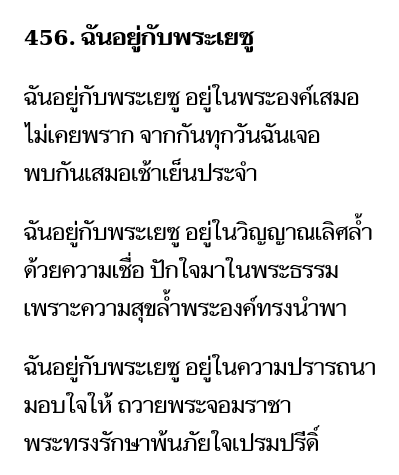 456. ฉันอยู่กับพระเยซู
ฉันอยู่กับพระเยซู อยู่ในพระองค์เสมอ
ไม่เคยพราก จากกันทุกวันฉันเจอ
พบกันเสมอเช้าเย็นประจำ
ฉันอยู่กับพระเยซู อยู่ในวิญญาณเลิศล้ำ
ด้วยความเชื่อ ปักใจมาในพระธรรม
เพราะความสุขล้ำพระองค์ทรงนำพา
ฉันอยู่กับพระเยซู อยู่ในความปรารถนา
มอบใจให้ ถวายพระจอมราชา
พระทรงรักษาพ้นภัยใจเปรมปรีดิ์